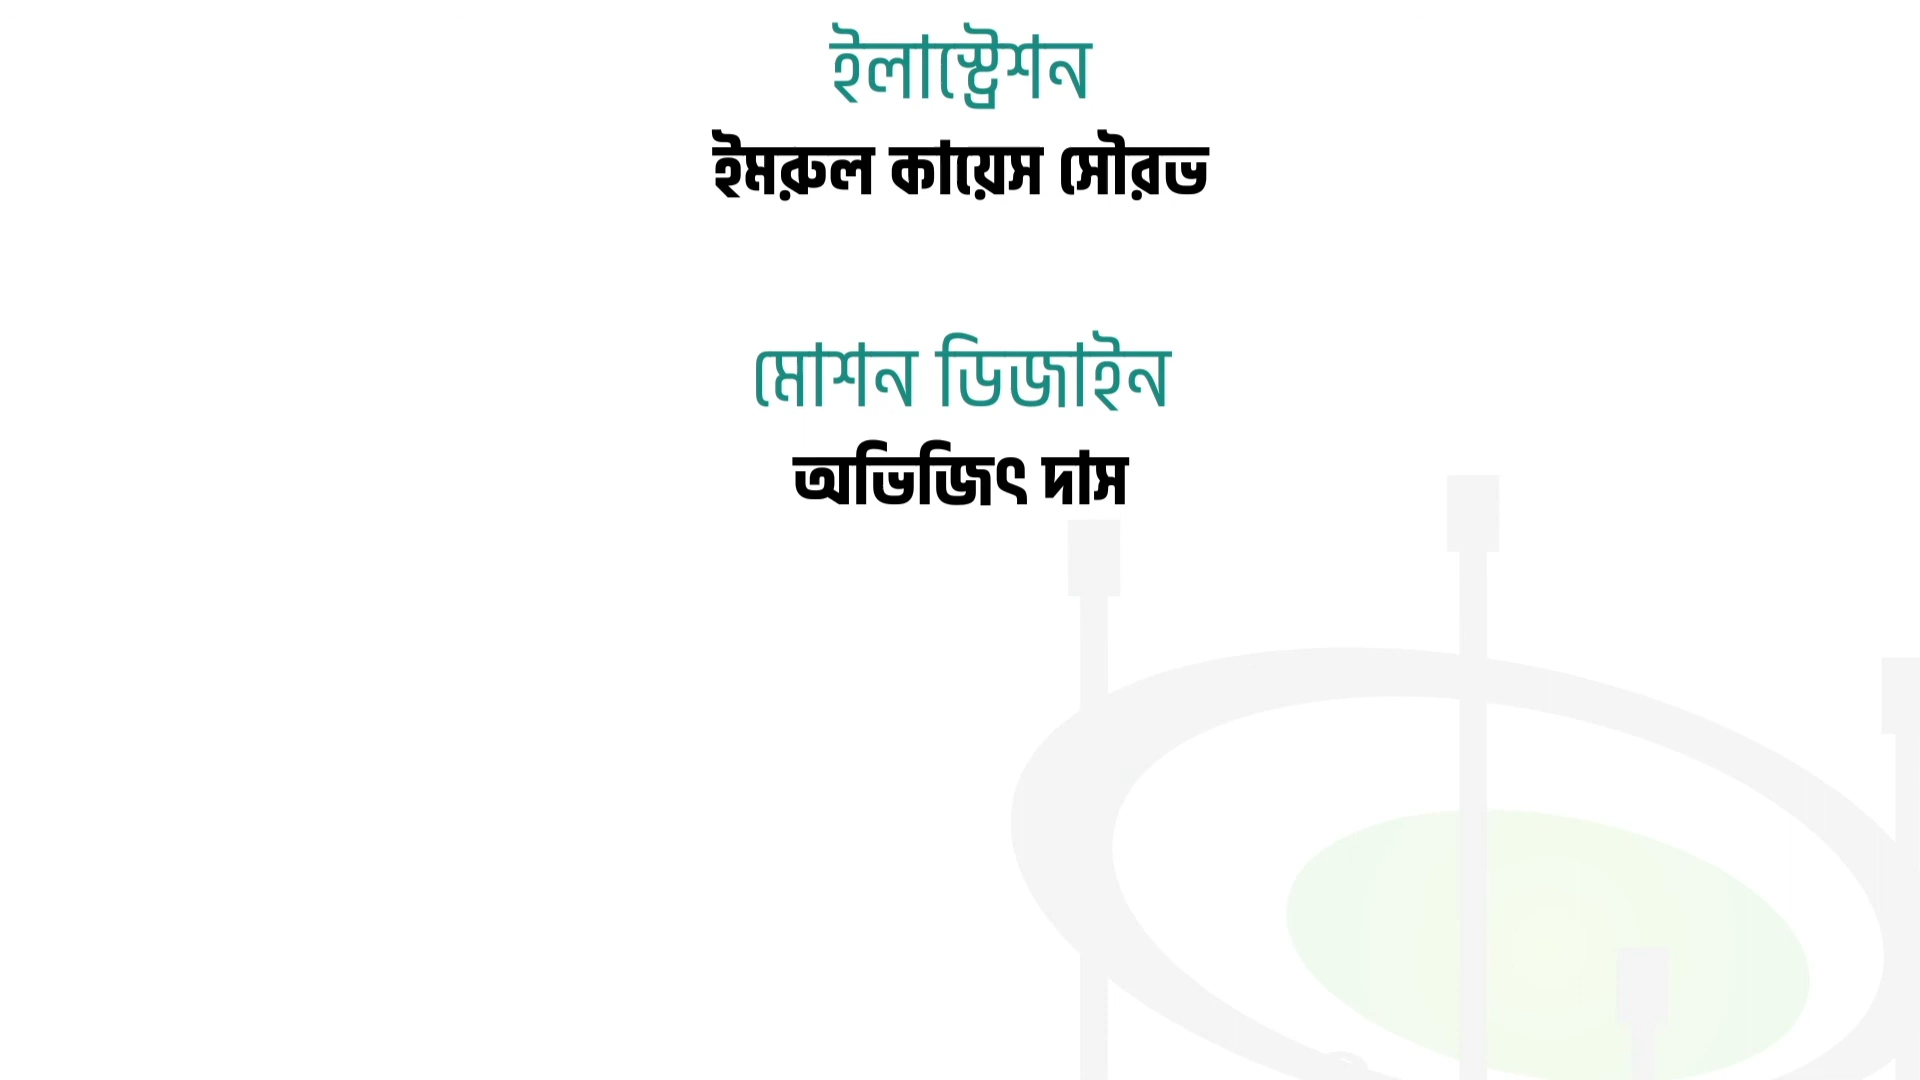 ইলাস্ট্রেশন
ইমরুল কায়েস সৌরভ
মোশন ডিজাইন
অভিজিৎ দাস